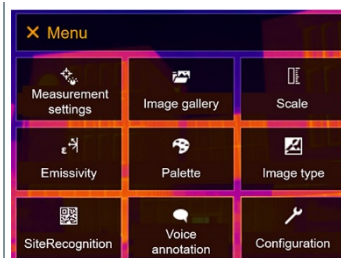 Menu
Measurement
settings
Image gallery
Scale
Emissivity
Palette
Image type
SiteRecognition
Voice
annotation
Configuration